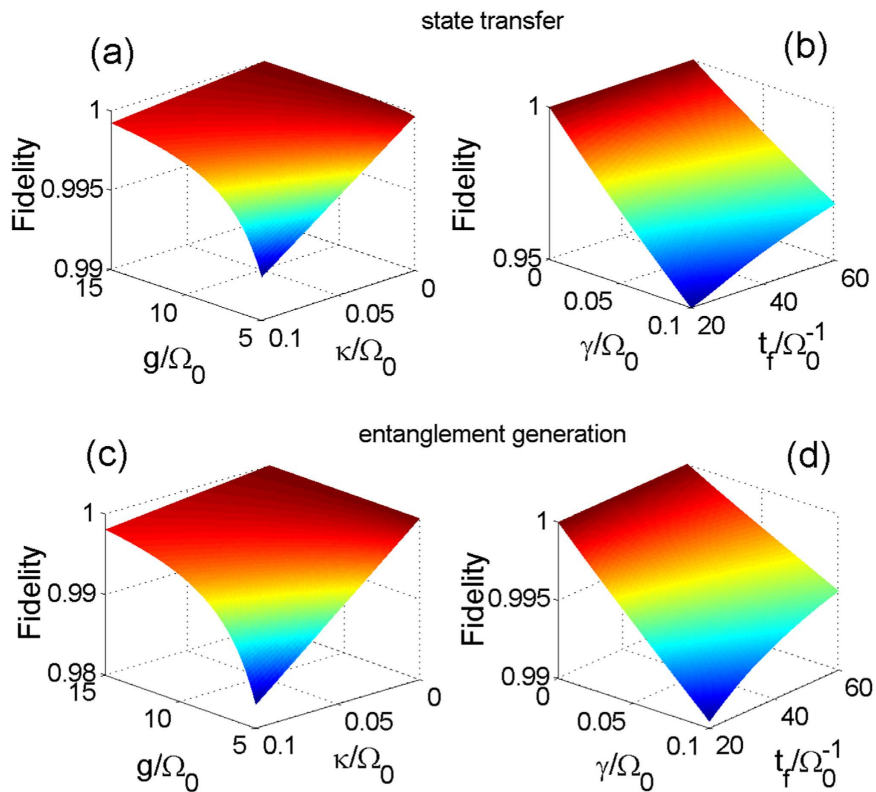 state transfer
(a)
(b)
1
0.995
0.99
Fidelity
15
10
5
g/Ω0
0.1
0.05
0
κ/Ω0
1
0.95
Fidelity
0
0.05
0.1
γ/Ω0
20
40
60
t_f/Ω0^-1
entanglement generation
(c)
(d)
1
0.99
0.98
Fidelity
15
10
5
g/Ω0
0.1
0.05
0
κ/Ω0
1
0.995
0.99
Fidelity
0
0.05
0.1
γ/Ω0
20
40
60
t_f/Ω0^-1